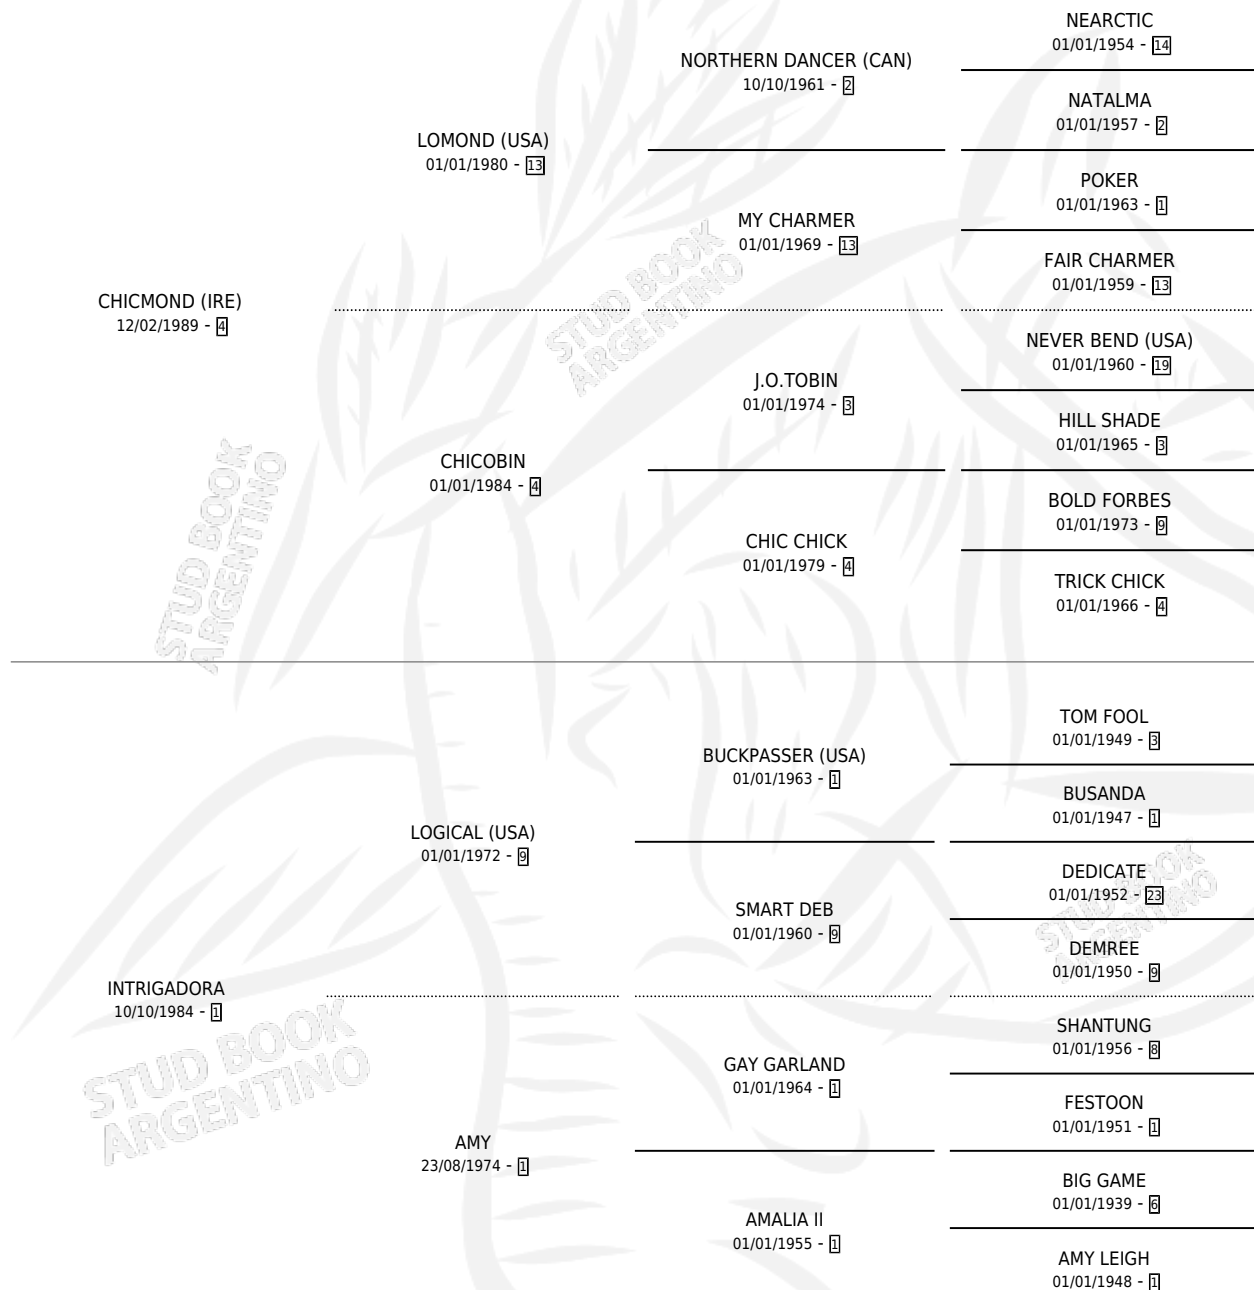 NEARCTIC
01/01/1954 - 14
NORTHERN DANCER (CAN)
10/10/1961 - 2
NATALMA
01/01/1957 - 2
LOMOND (USA)
01/01/1980 - 13
POKER
01/01/1963 - 1
MY CHARMER
01/01/1969 - 13
FAIR CHARMER
01/01/1959 - 13
CHICMOND (IRE)
12/02/1989 - 4
NEVER BEND (USA)
01/01/1960 - 19
J.O.TOBIN
01/01/1974 - 3
HILL SHADE
01/01/1965 - 3
CHICOBIN
01/01/1984 - 4
BOLD FORBES
01/01/1973 - 9
CHIC CHICK
01/01/1979 - 4
TRICK CHICK
01/01/1966 - 4
TOM FOOL
01/01/1949 - 3
BUCKPASSER (USA)
01/01/1963 - 1
BUSANDA
01/01/1947 - 1
LOGICAL (USA)
01/01/1972 - 9
DEDICATE
01/01/1952 - 23
SMART DEB
01/01/1960 - 9
DEMREE
01/01/1950 - 9
INTRIGADORA
10/10/1984 - 1
SHANTUNG
01/01/1956 - 8
GAY GARLAND
01/01/1964 - 1
FESTOON
01/01/1951 - 1
AMY
23/08/1974 - 1
BIG GAME
01/01/1939 - 6
AMALIA II
01/01/1955 - 1
AMY LEIGH
01/01/1948 - 1
STUD BOOK
ARGENTINO
STUD BOOK
ARGENTINO
STUD BOOK
ARGENTINO
STUD BOOK
ARGENTINO